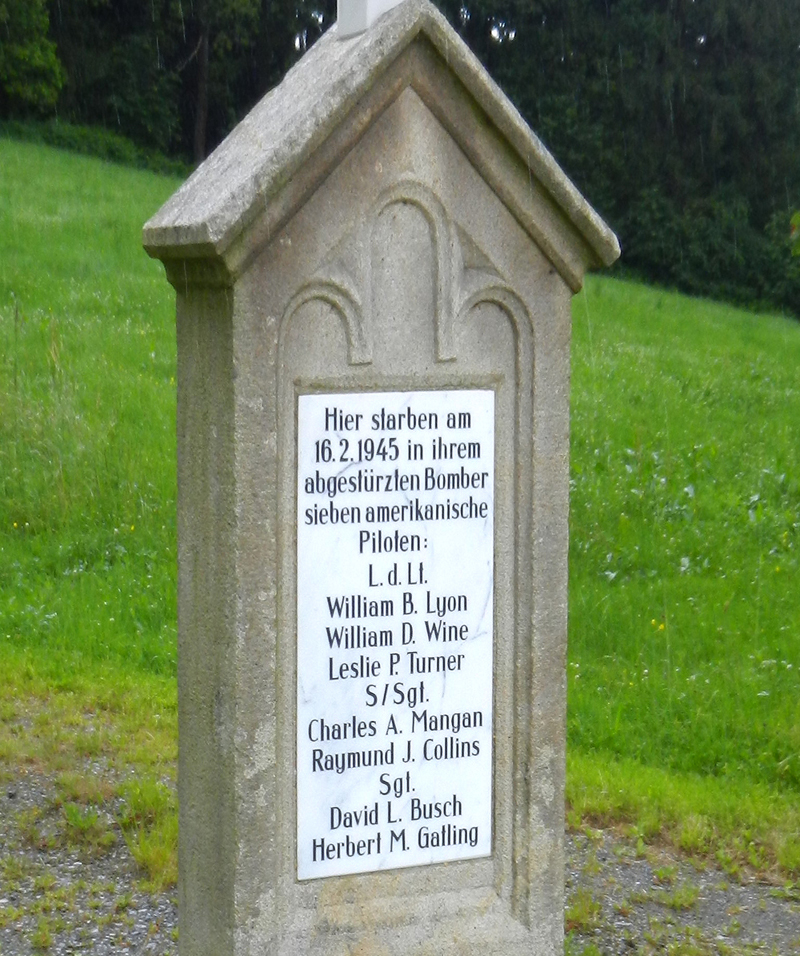 Hier starben am
16.2.1945 in ihrem
abgestürzten Bomber
sieben amerikanische
Piloten:
L.d.Lt.
William B. Lyon
William D. Wine
Leslie P. Turner
S/Sgt.
Charles A. Mangan
Raymund J. Collins
Sgt.
David L. Busch
Herbert M. Gatling